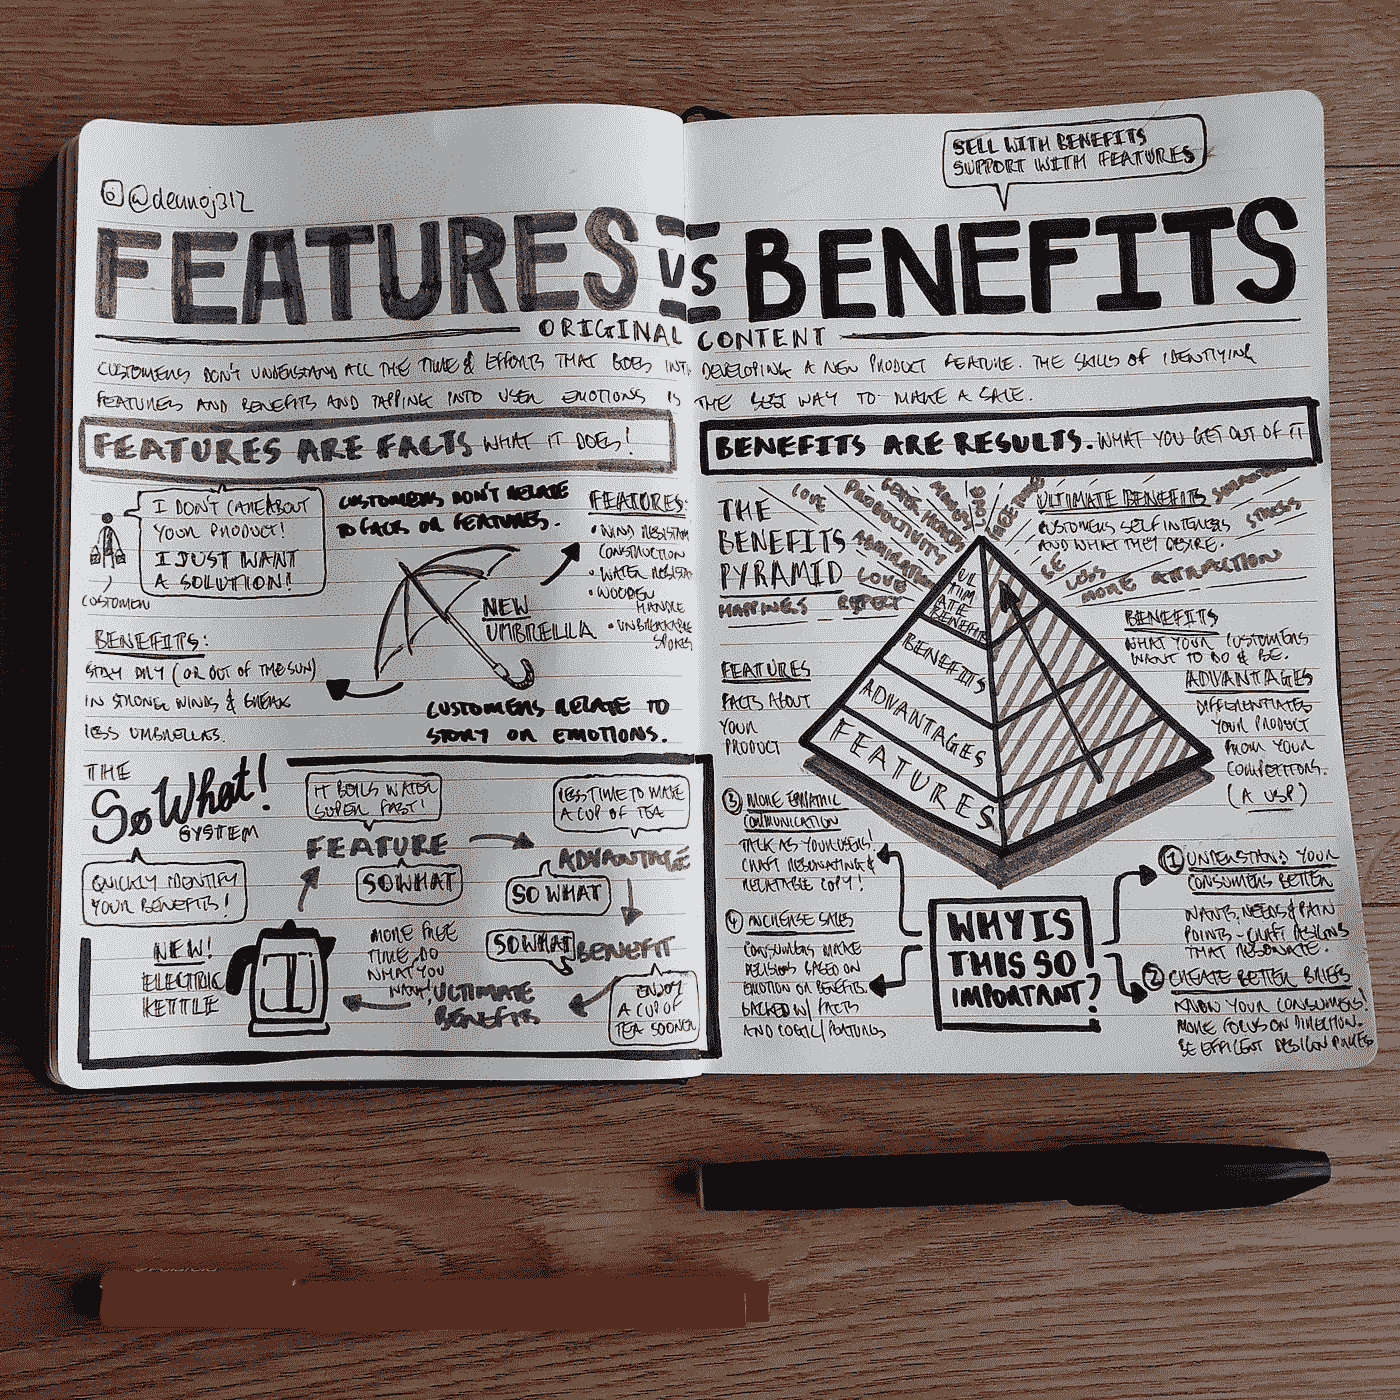 @deanoj312
SELL WITH BENEFITS
SUPPORT WITH FEATURES
FEATURES VS BENEFITS
ORIGINAL CONTENT
CUSTOMERS DON'T UNDERSTAND ALL THE TIME & EFFORTS THAT GOES INTO DEVELOPING A NEW PRODUCT FEATURE. THE SKILLS OF IDENTIYING
FEATURES AND BENEFITS AND TAPPING INTO USER EMOTIONS IS THE BEST WAY TO MAKE A SALE.
FEATURES ARE FACTS WHAT IT DOES!
I DON'T CARE ABOUT
YOUR PRODUCT!
I JUST WANT
A SOLUTION!
CUSTOMER
CUSTOMERS DON'T RELATE
TO FACTS OR FEATURES.
FEATURES:
• WIND RESISTANT
CONSTRUCTION
• WATER RESISTA
• WOODEN
HANDLE
• UNBREAKABLE
SPOKES
NEW
UMBRELLA
BENEFITS:
STAY DRY (OR OUT OF THE SUN)
IN STRONG WINDS & BREAK
LESS UMBRELLAS.
CUSTOMERS RELATE TO
STORY OR EMOTIONS.
THE
So What!
SYSTEM
QUICKLY IDENTIFY
YOUR BENEFITS!
NEW!
ELECTRIC
KETTLE
IT BOILS WATER
SUPER FAST!
FEATURE
SO WHAT
LESS TIME TO MAKE
A CUP OF TEA
ADVANTAGE
SO WHAT
SO WHAT
BENEFIT
ENJOY
A CUP OF
TEA SOONER
ULTIMATE
BENEFITS
MORE FREE
TIME DO
WHAT YOU
WANT!
BENEFITS ARE RESULTS. WHAT YOU GET OUT OF IT
THE
BENEFITS
PYRAMID
HAPPINESS
RESPECT
LOVE
ADMIRATION
PRODUCTIVITY
LOVE
MONEY
FREEDOM
ULTIMATE BENEFITS
CUSTOMERS SELF INTERESTS
AND WHAT THEY DESIRE.
LESS
STRESS
MORE ATTRACTION
ULTIMATE
BENEFITS
BENEFITS
ADVANTAGES
FEATURES
FEATURES
FACTS ABOUT
YOUR
PRODUCT
BENEFITS
WHAT YOUR CUSTOMERS
WANT TO DO & BE.
ADVANTAGES
DIFFERENTIATES
YOUR PRODUCT
FROM YOUR
COMPETITORS.
(A USP)
WHY IS
THIS SO
IMPORTANT?
① UNDERSTAND YOUR
CONSUMERS BETTER
WANTS, NEEDS & PAIN
POINTS - CRAFT DESIGNS
THAT RESONATE.
② CREATE BETTER BRIEFS
KNOW YOUR CONSUMERS!
MORE FOCUS ON DIRECTION.
BE EFFICENT DESIGN
③ MORE EMPATHIC
COMMUNICATION
TALK AS YOUR USERS!
CRAFT RESONATING &
RELATABLE COPY!
④ INCREASE SALES
CONSUMERS MAKE
DECISIONS BASED ON
EMOTION OR BENEFITS
BACKED W/ FACTS
AND LOGIC/FEATURES